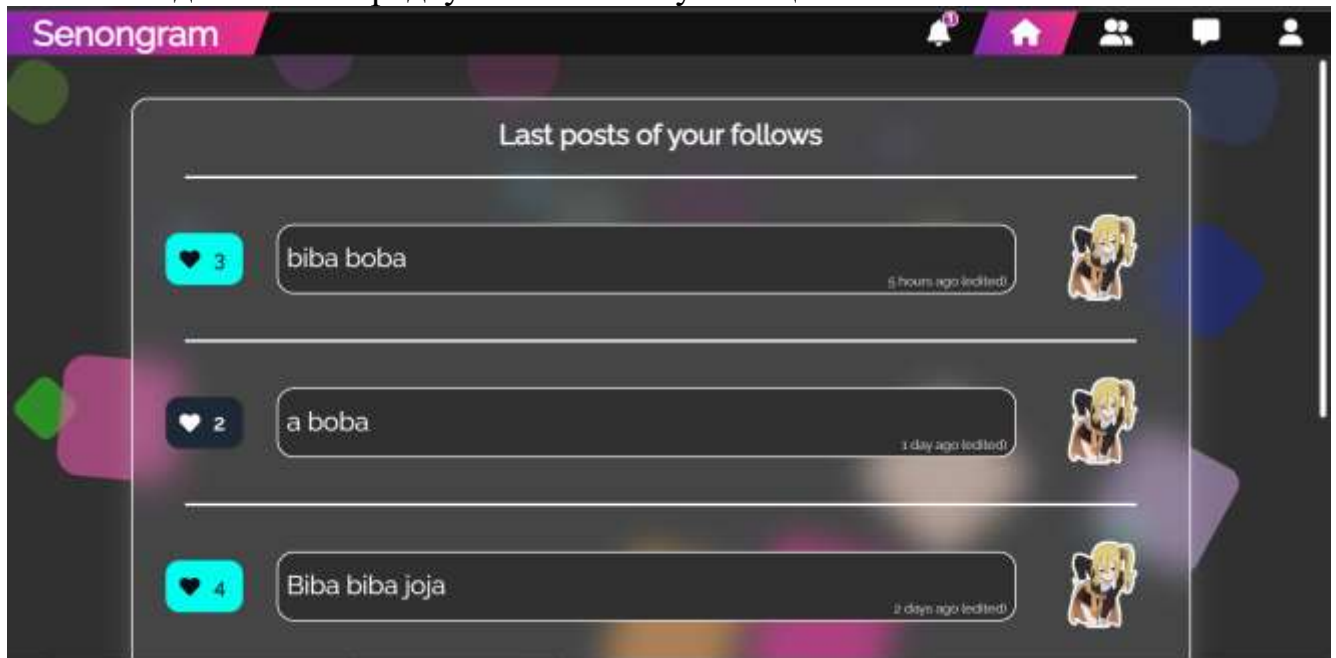 Senongram
1
Last posts of your follows
3
biba boba
5 hours ago (edited)
2
a boba
1 day ago (edited)
4
Biba biba joja
2 days ago (edited)